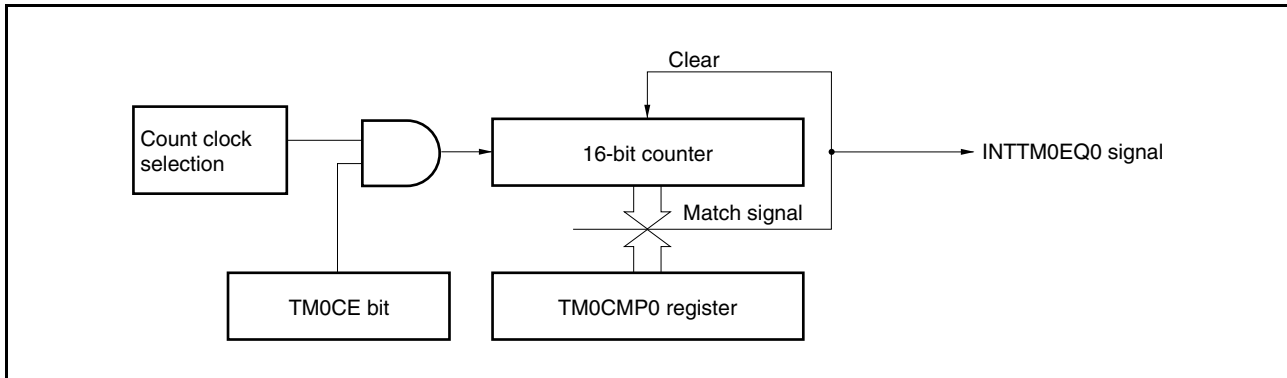 Clear
Count clock
selection
16-bit counter
INTTM0EQ0 signal
Match signal
TM0CE bit
TM0CMP0 register